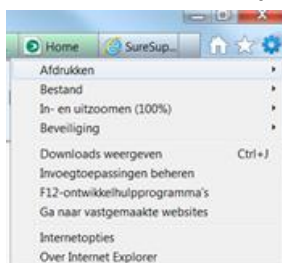 Home SureSup...
Afdrukken
Bestand
In- en uitzoomen (100%)
Beveiliging
Downloads weergeven Ctrl+J
Invoegtoepassingen beheren
F12-ontwikkelhulpprogramma's
Ga naar vastgemaakte websites
Internetopties
Over Internet Explorer